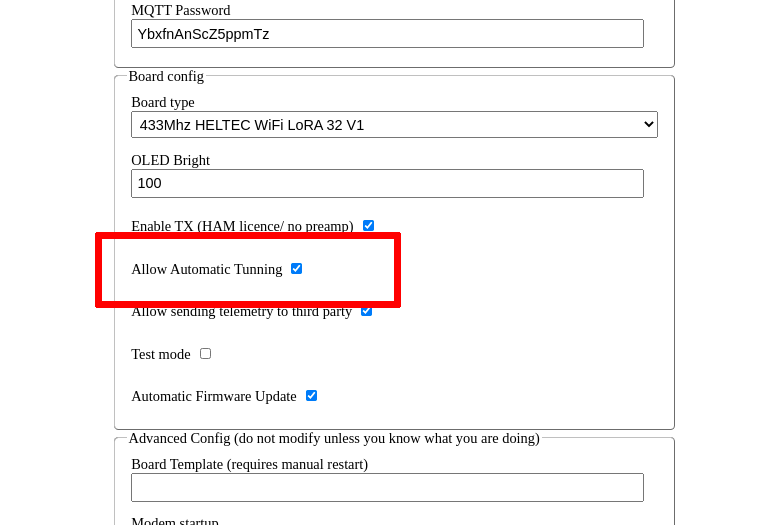 MQTT Password
YbxfnAnScZ5ppmTz
Board config
Board type
433Mhz HELTEC WiFi LoRA 32 V1
OLED Bright
100
Enable TX (HAM licence/ no preamp)
Allow Automatic Tunning
Allow sending telemetry to third party
Test mode
Automatic Firmware Update
Advanced Config (do not modify unless you know what you are doing)
Board Template (requires manual restart)
Modem startup